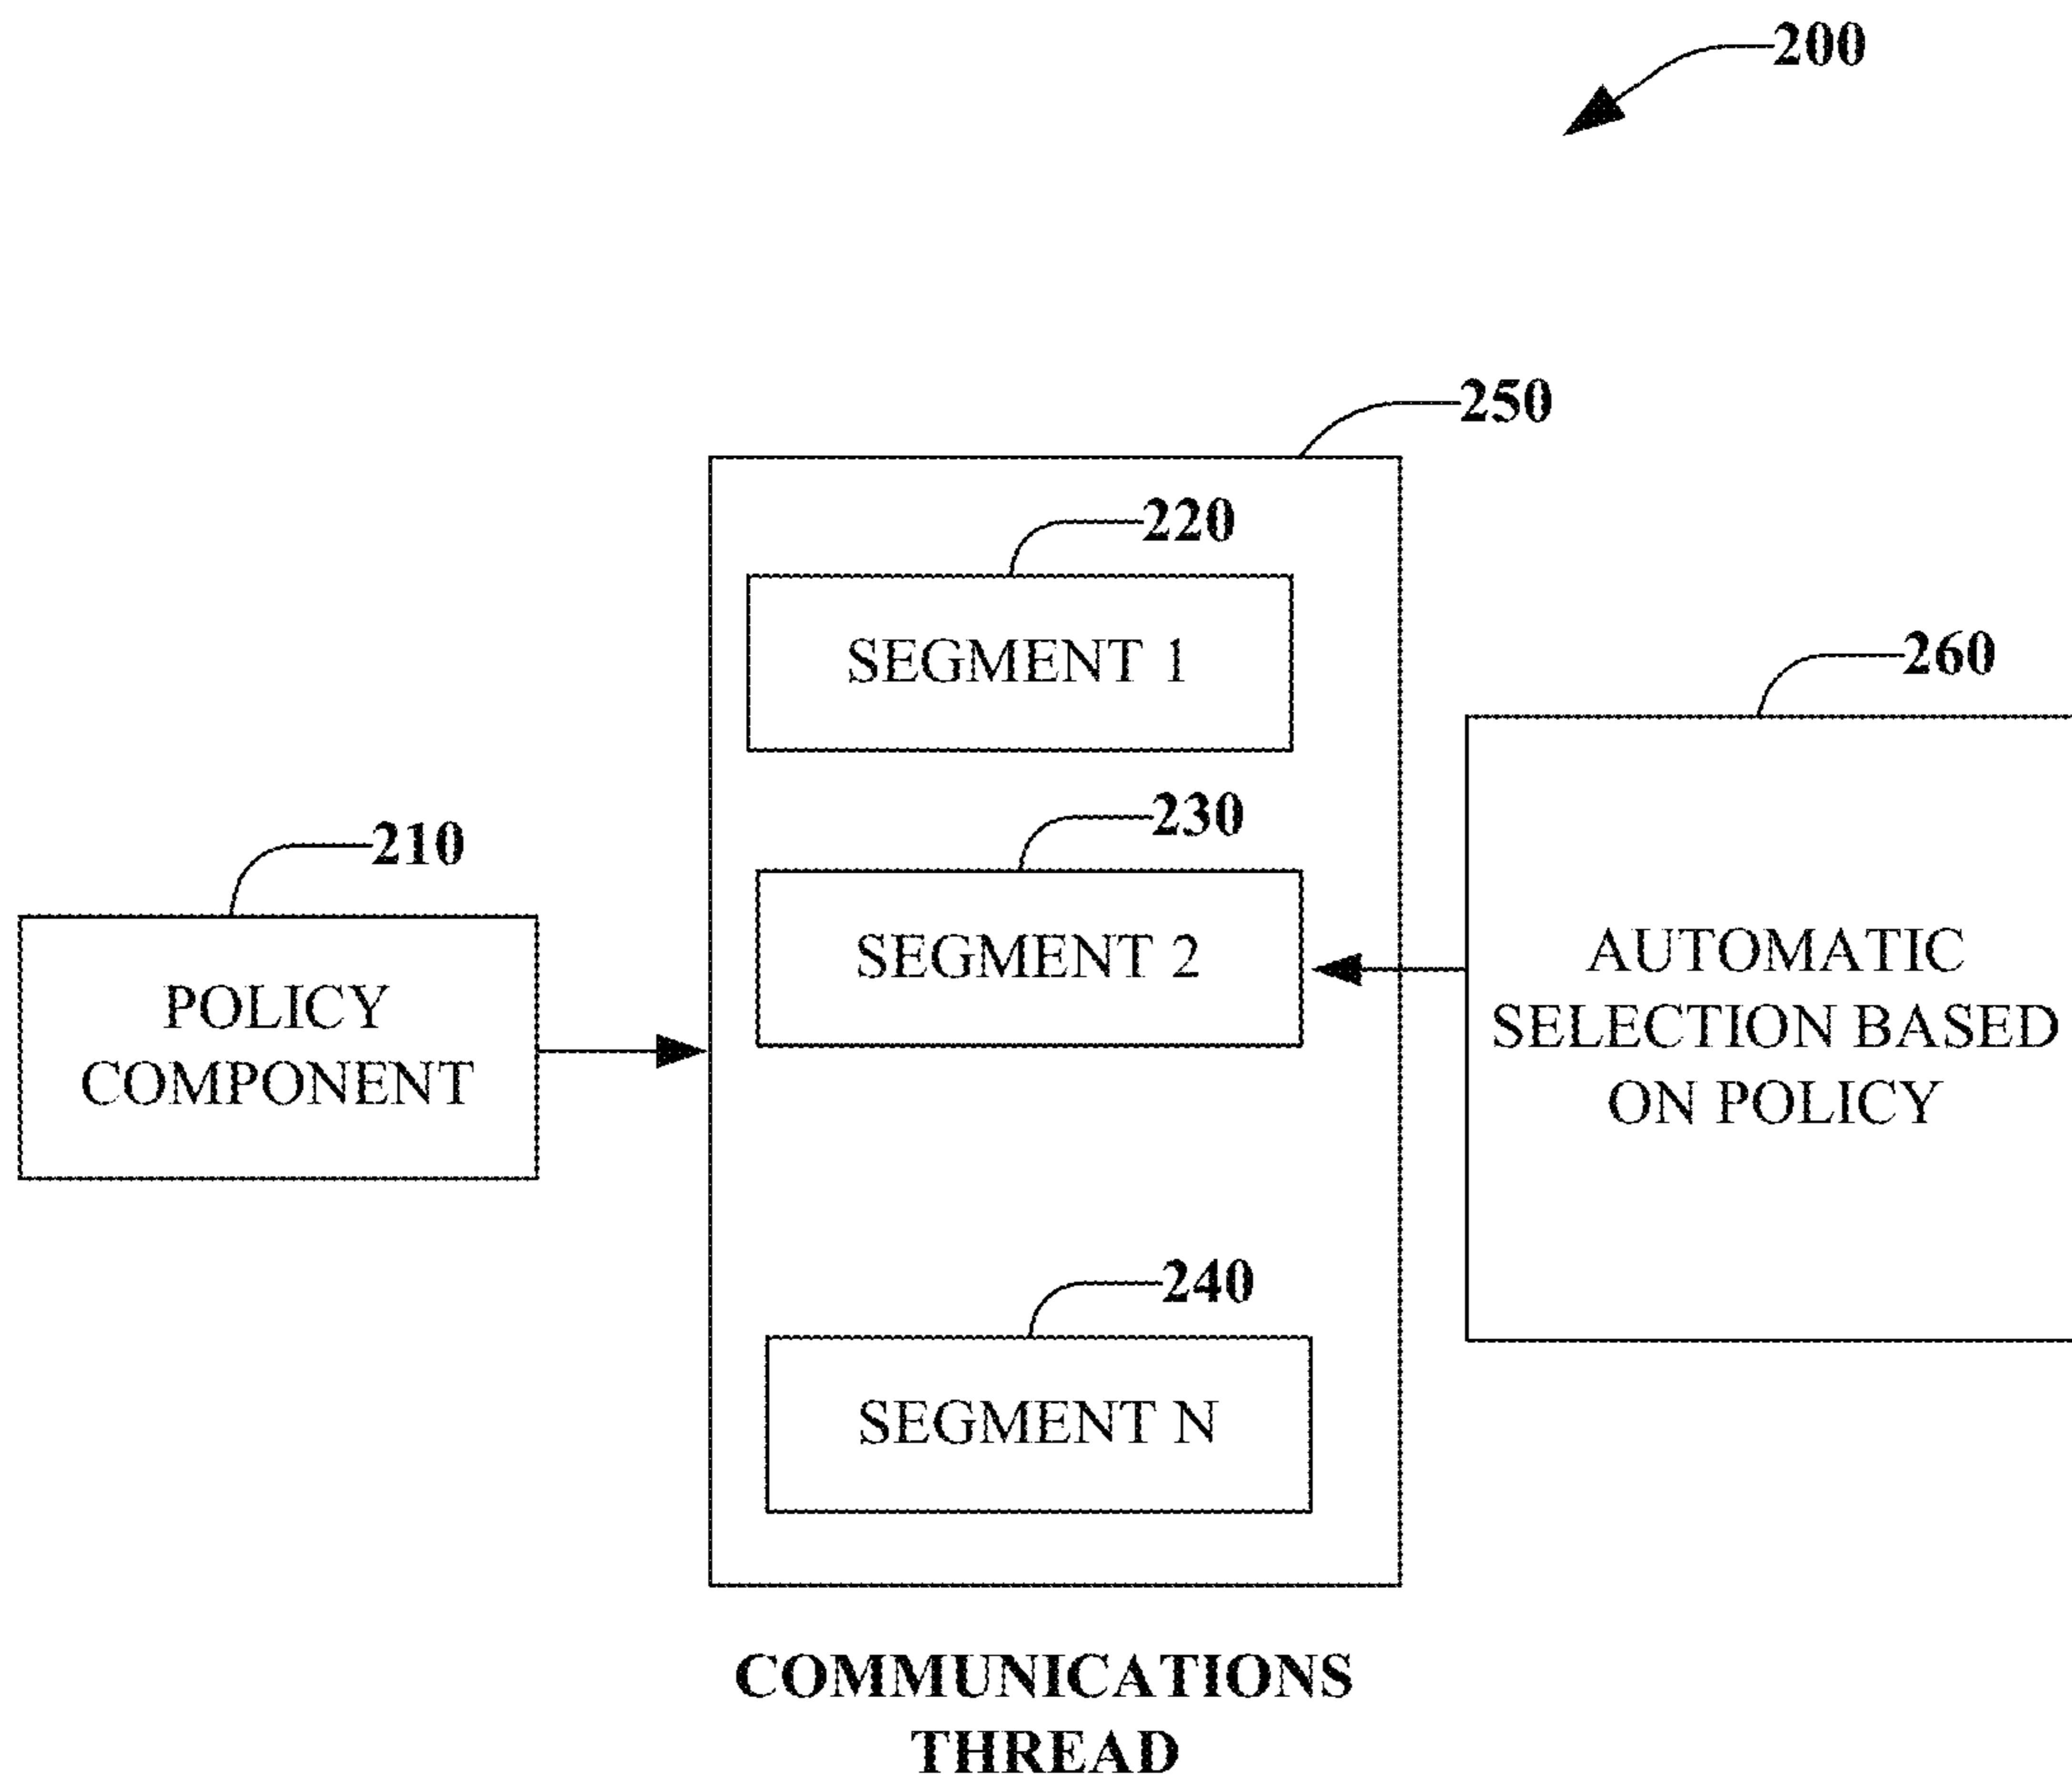 200
250
220
SEGMENT 1
260
230
210
SEGMENT 2
AUTOMATIC
SELECTION BASED
ON POLICY
POLICY
COMPONENT
240
SEGMENT N
COMMUNICATIONS
THREAD